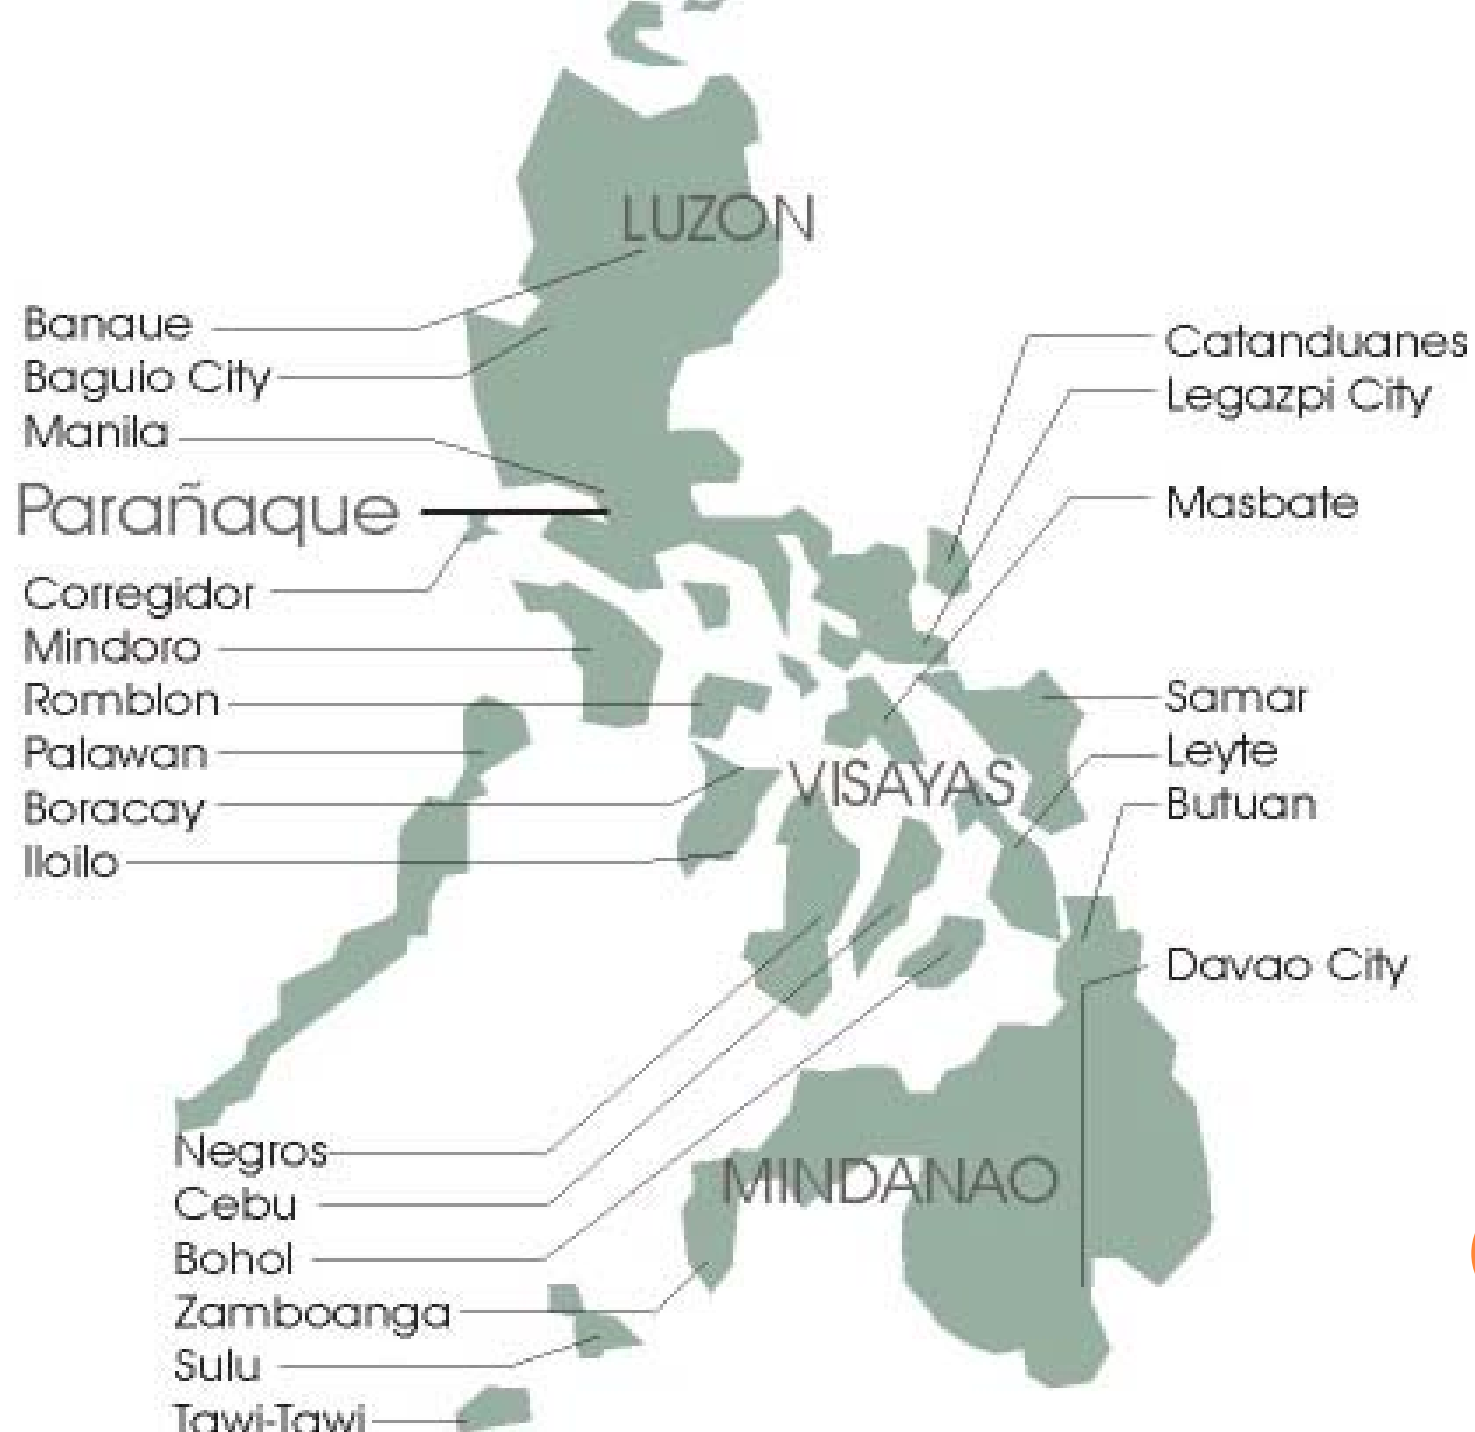 LUZON
Banaue
Baguio City
Manila
Parañaque
Corregidor
Mindoro
Romblon
Palawan
Boracay
Iloilo
Catanduanes
Legazpi City
Masbate
Samar
Leyte
Butuan
Davao City
VISAYAS
Negros
Cebu
Bohol
Zamboanga
Sulu
Tawi-Tawi
MINDANAO